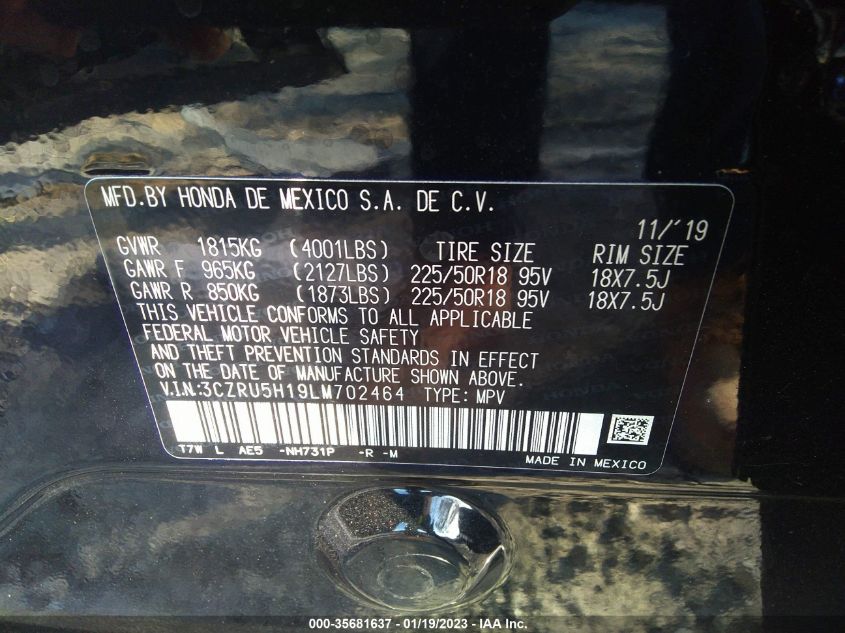 MFD.BY HONDA DE MEXICO S.A. DE C.V.
11/'19
GVWR 1815KG (4001LBS) TIRE SIZE RIM SIZE
GAWR F 965KG (2127LBS) 225/50R18 95V 18X7.5J
GAWR R 850KG (1873LBS) 225/50R18 95V 18X7.5J
THIS VEHICLE CONFORMS TO ALL APPLICABLE
FEDERAL MOTOR VEHICLE SAFETY
AND THEFT PREVENTION STANDARDS IN EFFECT
ON THE DATE OF MANUFACTURE SHOWN ABOVE.
V.I.N:3CZRU5H19LM702464 TYPE: MPV
T7W L AE5 -NH731P -R -M
MADE IN MEXICO
000-35681637 - 01/19/2023 - IAA Inc.